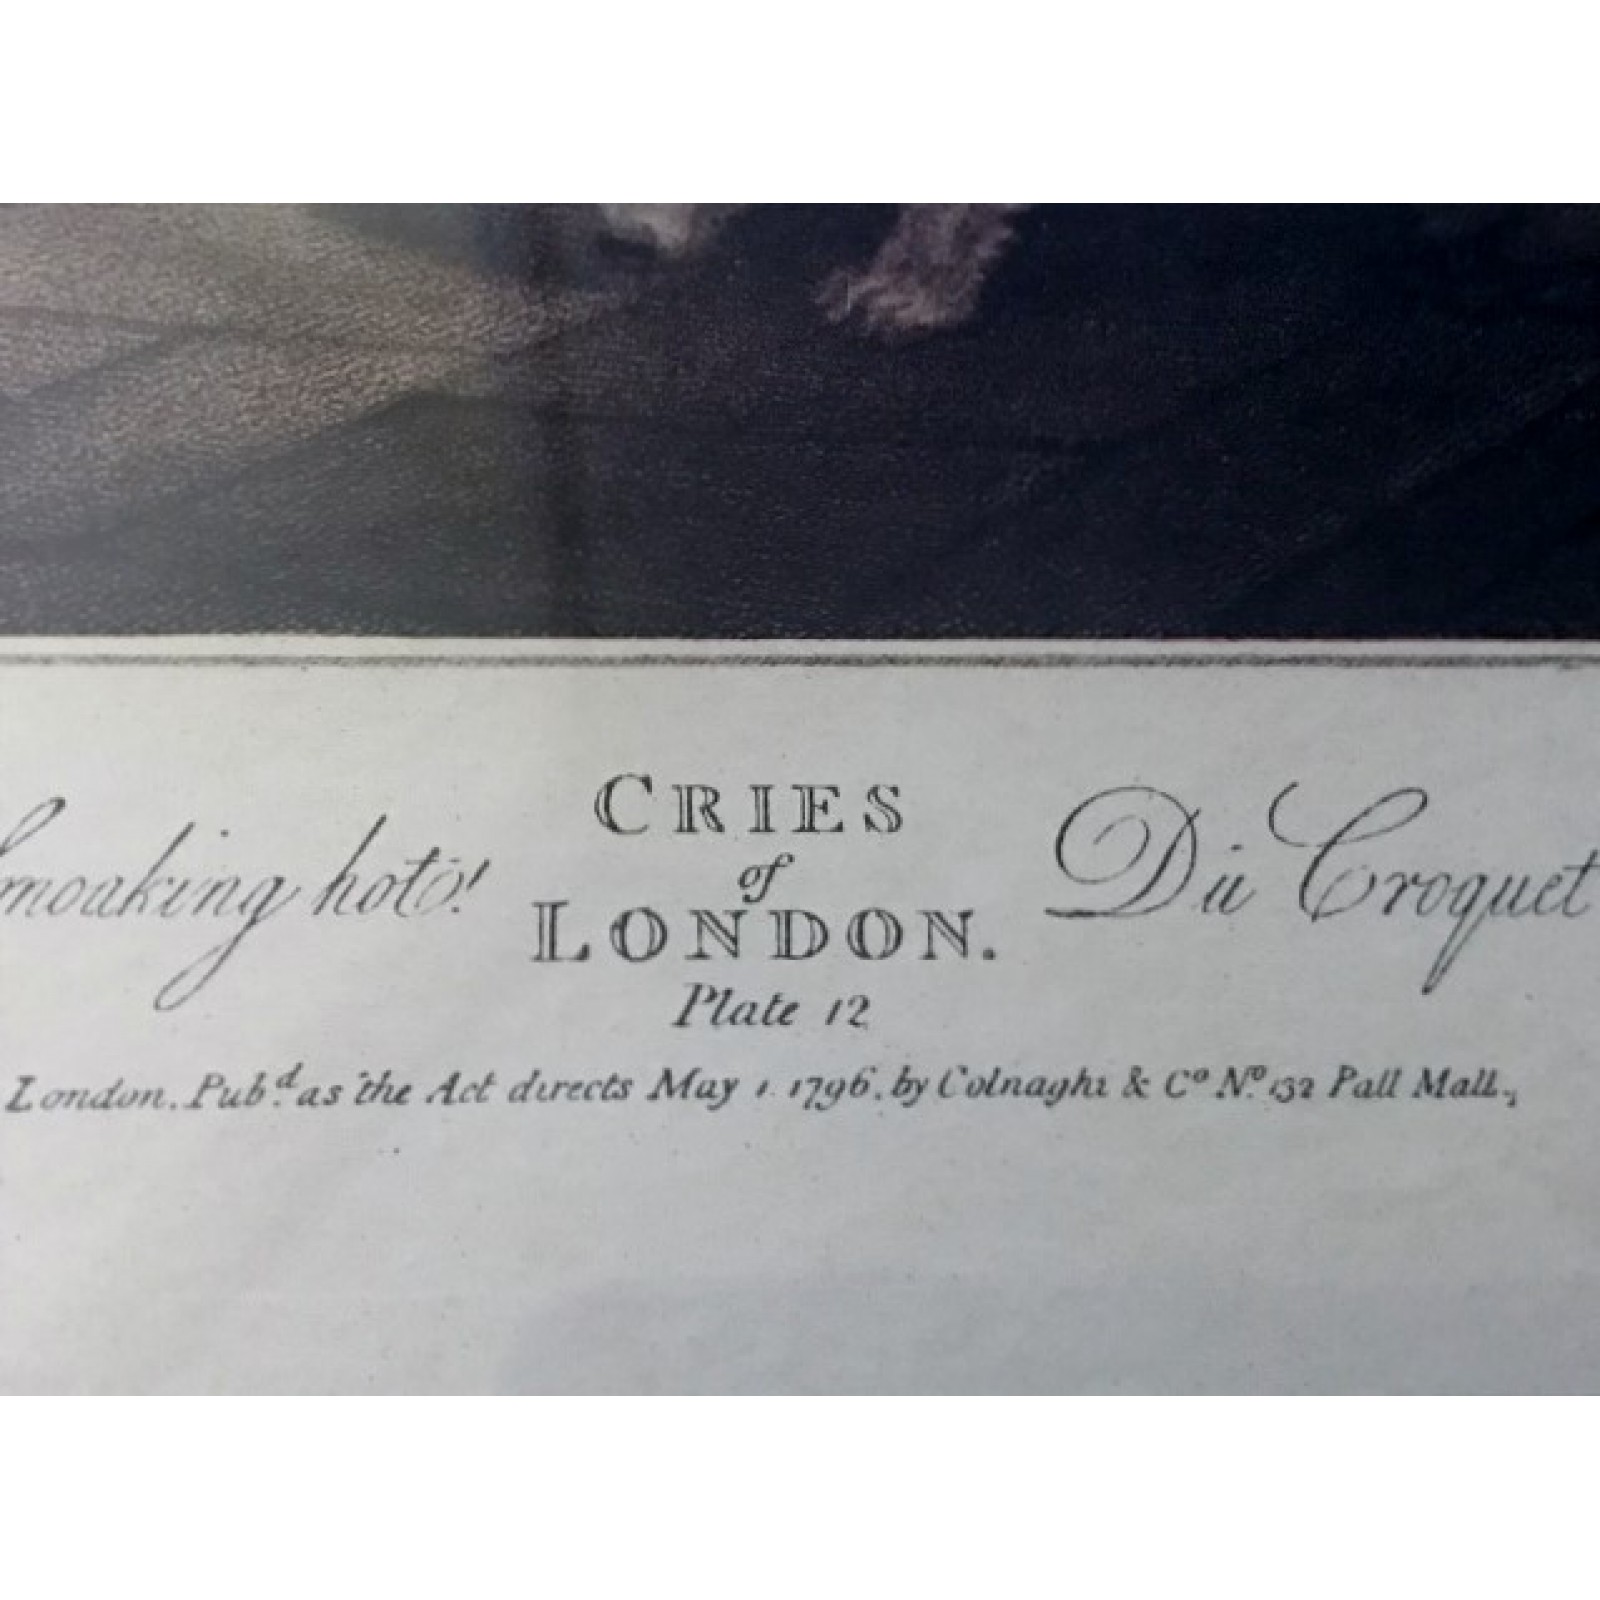 Smoaking hot!
CRIES
of
LONDON.
Du Croquet
Plate 12
London. Pub.d as the Act directs May 1. 1796, by Colnaghi & Co No. 132 Pall Mall.,